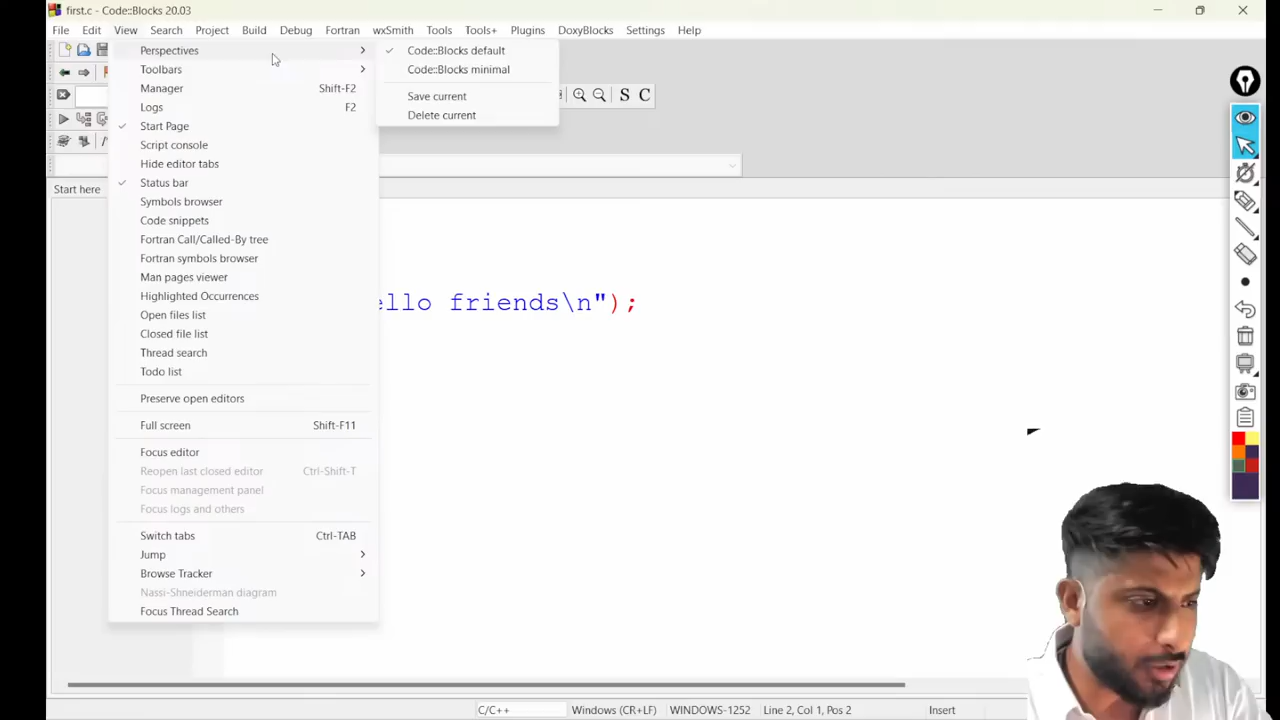 first.c - Code::Blocks 20.03
File Edit View Search Project Build Debug Fortran wxSmith Tools Tools+ Plugins DoxyBlocks Settings Help
Perspectives
Toolbars
Manager Shift-F2
Logs F2
Start Page
Script console
Hide editor tabs
Status bar
Symbols browser
Code snippets
Fortran Call/Called-By tree
Fortran symbols browser
Man pages viewer
Highlighted Occurrences
Open files list
Closed file list
Thread search
Todo list
Preserve open editors
Full screen Shift-F11
Focus editor
Reopen last closed editor Ctrl-Shift-T
Focus management panel
Focus logs and others
Switch tabs Ctrl-TAB
Jump
Browse Tracker
Nassi-Shneiderman diagram
Focus Thread Search
Code::Blocks default
Code::Blocks minimal
Save current
Delete current
S C
Start here
ello friends\n");
C/C++ Windows (CR+LF) WINDOWS-1252 Line 2, Col 1, Pos 2 Insert